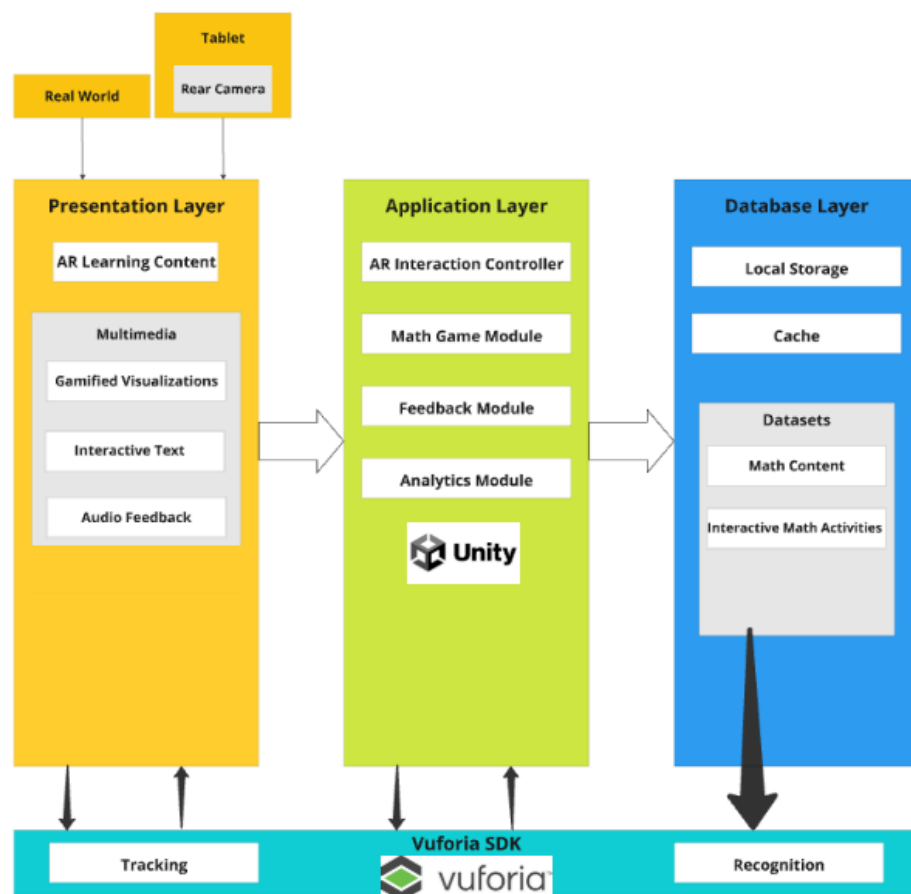 Tablet
Rear Camera
Real World
Presentation Layer
AR Learning Content
Multimedia
Gamified Visualizations
Interactive Text
Audio Feedback
Application Layer
AR Interaction Controller
Math Game Module
Feedback Module
Analytics Module
Unity
Database Layer
Local Storage
Cache
Datasets
Math Content
Interactive Math Activities
Vuforia SDK
Tracking
vuforia™
Recognition